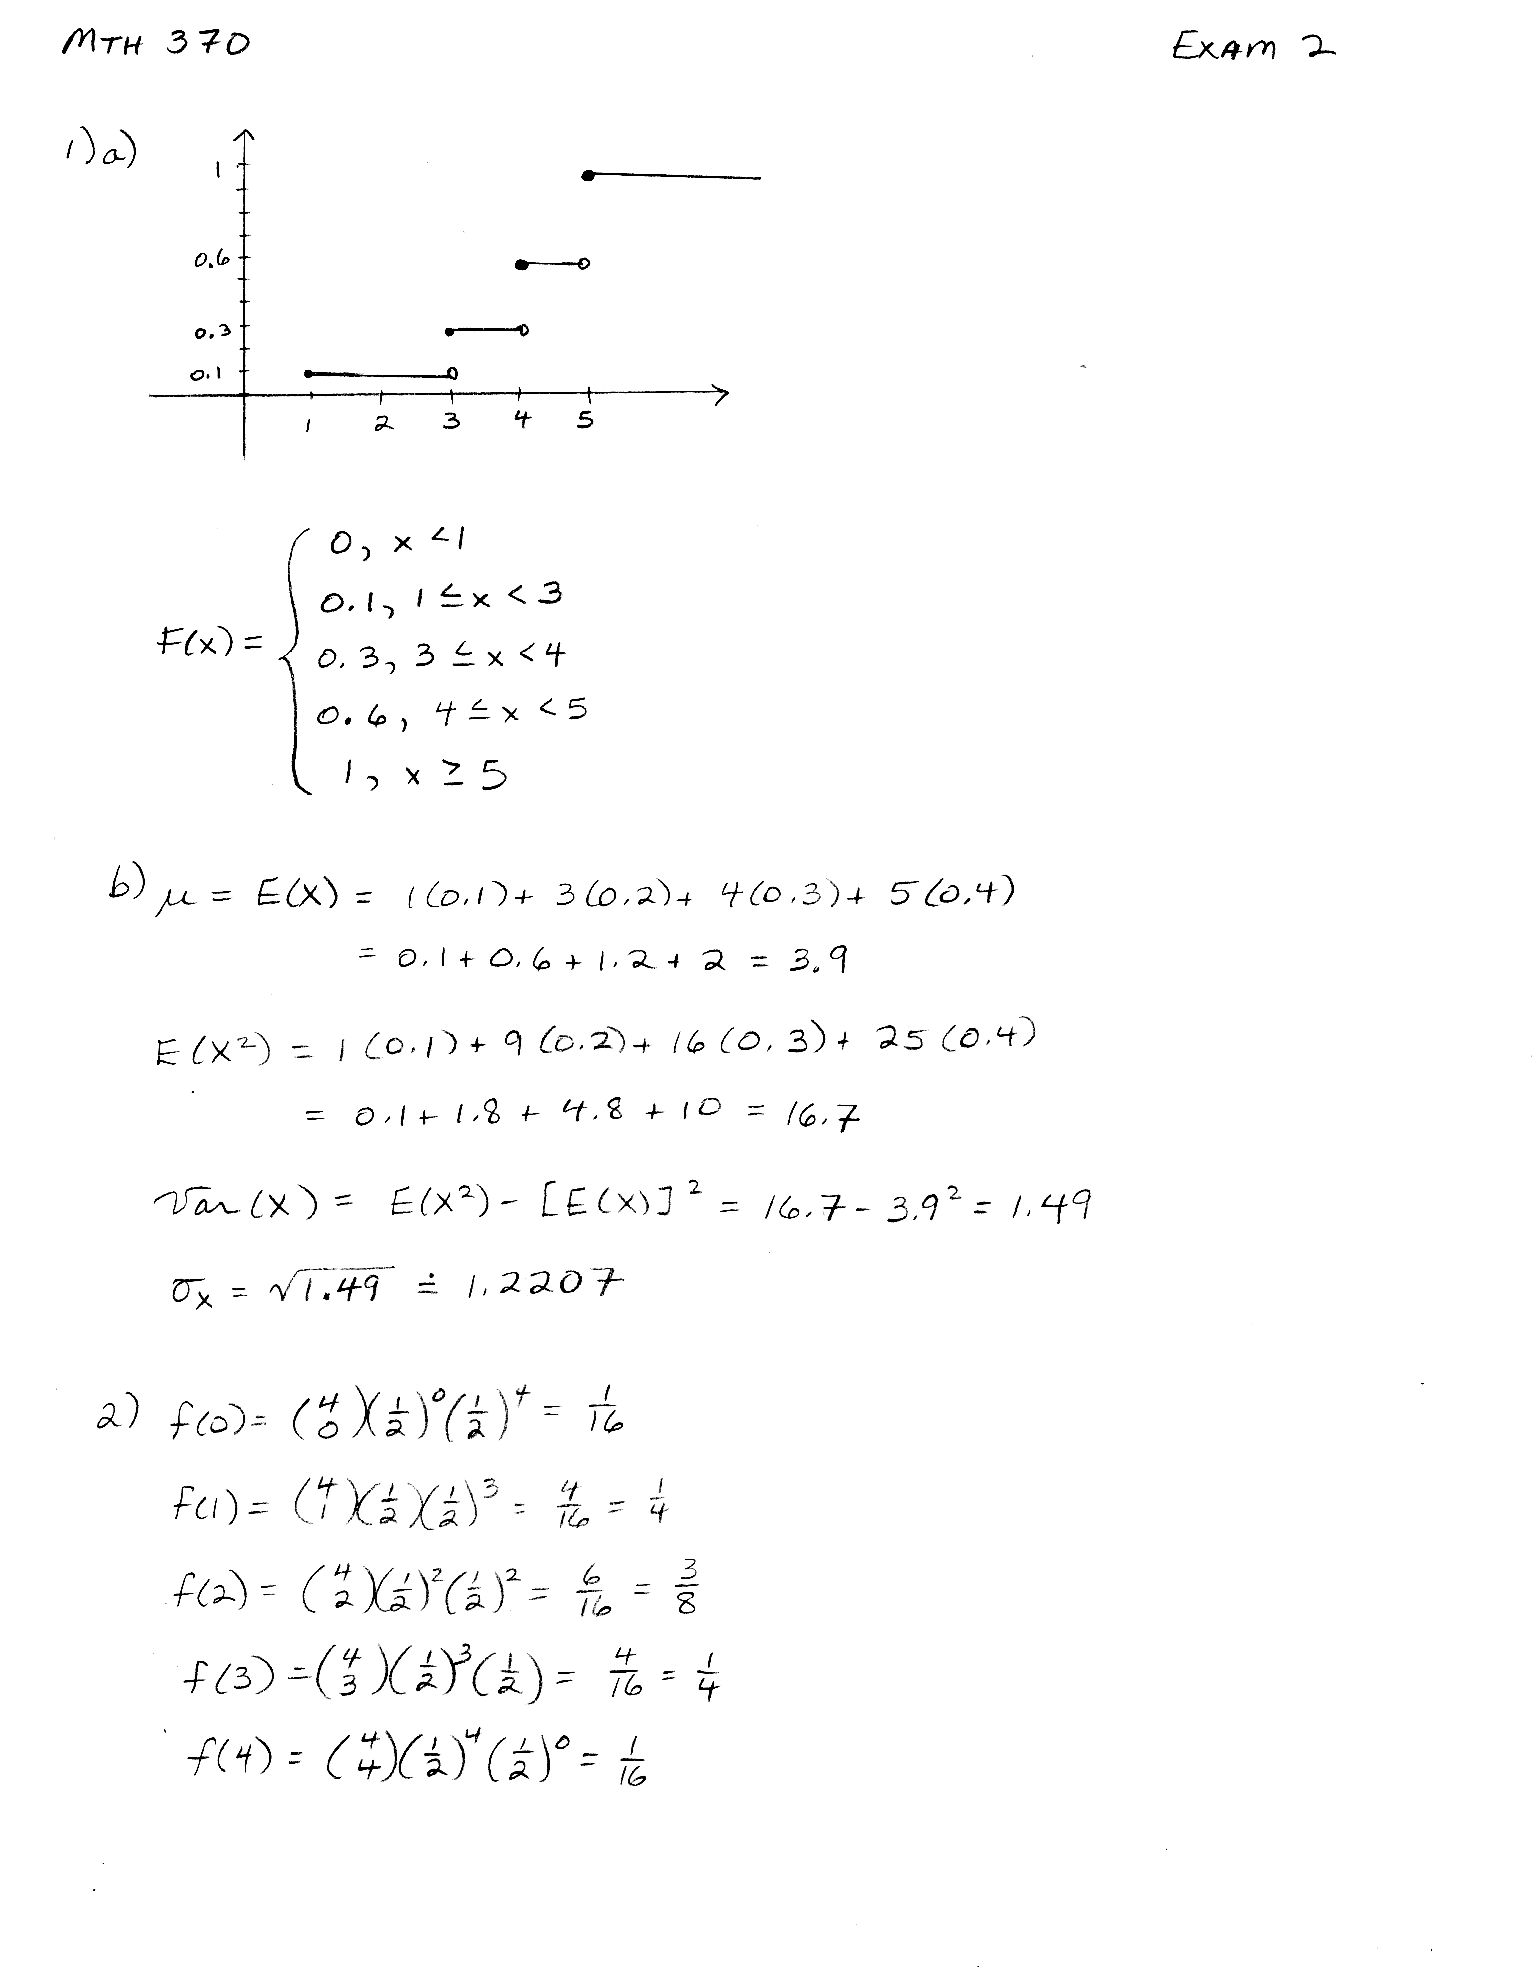 MTH 370 EXAM 2
1) a)
1
0.6
0.3
0.1
1 2 3 4 5
F(x) = { 0, x < 1
0.1, 1 ≤ x < 3
0.3, 3 ≤ x < 4
0.6, 4 ≤ x < 5
1, x ≥ 5
b) μ = E(X) = 1(0.1) + 3(0.2) + 4(0.3) + 5(0.4)
= 0.1 + 0.6 + 1.2 + 2 = 3.9
E(X²) = 1(0.1) + 9(0.2) + 16(0.3) + 25(0.4)
= 0.1 + 1.8 + 4.8 + 10 = 16.7
Var(X) = E(X²) - [E(X)]² = 16.7 - 3.9² = 1.49
σₓ = √1.49 ≐ 1.2207
2) f(0) = (4 0)(1/2)⁰(1/2)⁴ = 1/16
f(1) = (4 1)(1/2)(1/2)³ = 4/16 = 1/4
f(2) = (4 2)(1/2)²(1/2)² = 6/16 = 3/8
f(3) = (4 3)(1/2)³(1/2) = 4/16 = 1/4
f(4) = (4 4)(1/2)⁴(1/2)⁰ = 1/16